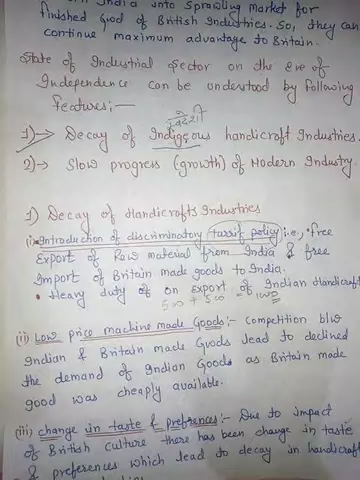 India into Sprawling market for
finished Good of British Industries. So, they can
continue maximum advantage to Britain.
State of Industrial Sector on the Eve of
Independence can be understood by following
features:—
1) → Decay of Indigenous handicraft Industries.
2) → Slow progress (growth) of Modern Industry.
1) Decay of Handicrafts Industries
(i) Introduction of discriminatory tarrif policy i.e., • free
Export of Raw material from India & free
Import of Britain made goods to India.
• Heavy duty of on export of Indian Handicraft
500 + 500 = 1000
(ii) Low price machine made Goods:- Competition b/w
Indian & Britain made Goods lead to declined
the demand of Indian Goods as Britain made
good was cheaply available.
(iii) change in taste & prefrences:- Due to impact
of British culture there has been change in taste
& preferences which lead to decay in handicraft